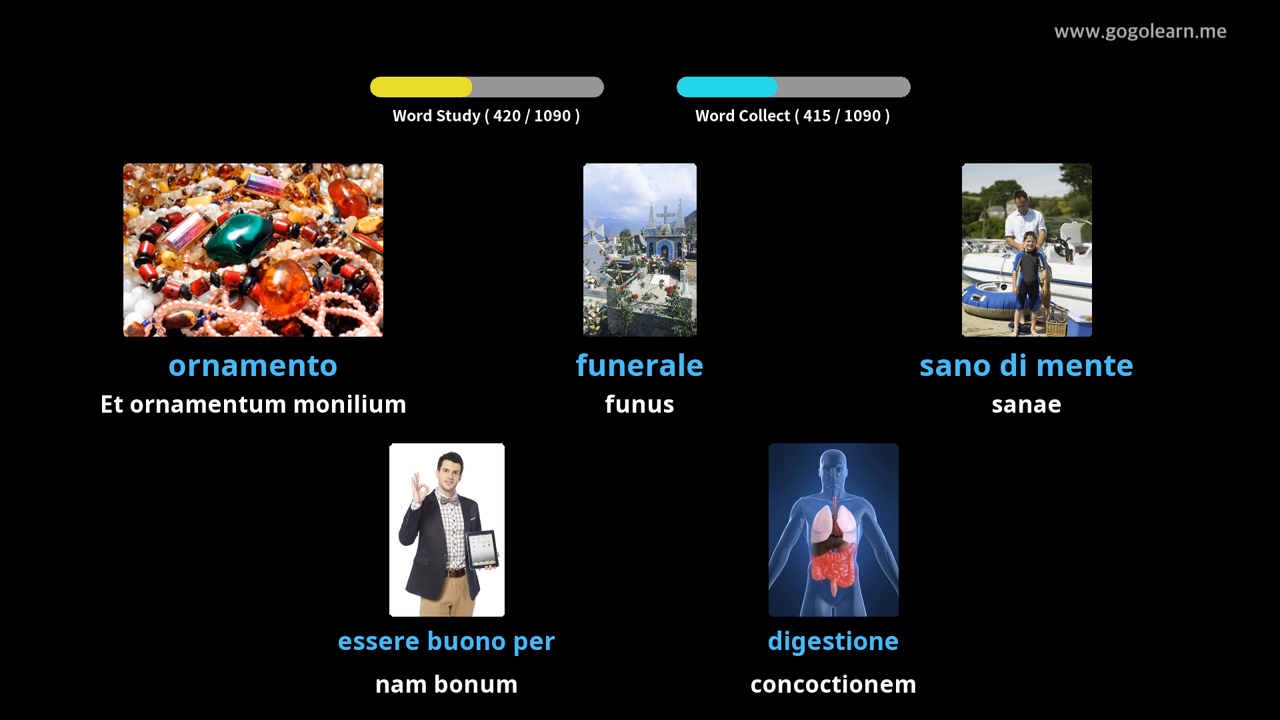 www.gogolearn.me
Word Study ( 420 / 1090 )
Word Collect ( 415 / 1090 )
ornamento
Et ornamentum monilium
funerale
funus
sano di mente
sanae
essere buono per
nam bonum
digestione
concoctionem